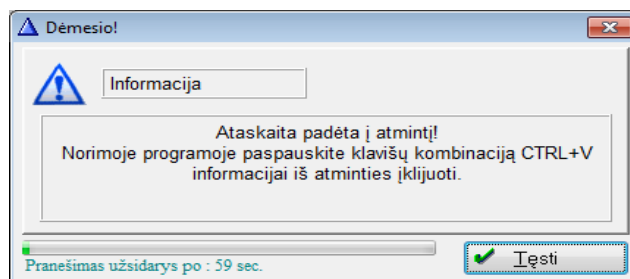 Dėmesio!
Informacija
Ataskaita padėta į atmintį!
Norimoje programoje paspauskite klavišų kombinaciją CTRL+V
informacijai iš atminties įklijuoti.
Pranešimas užsidarys po : 59 sec.
Tęsti